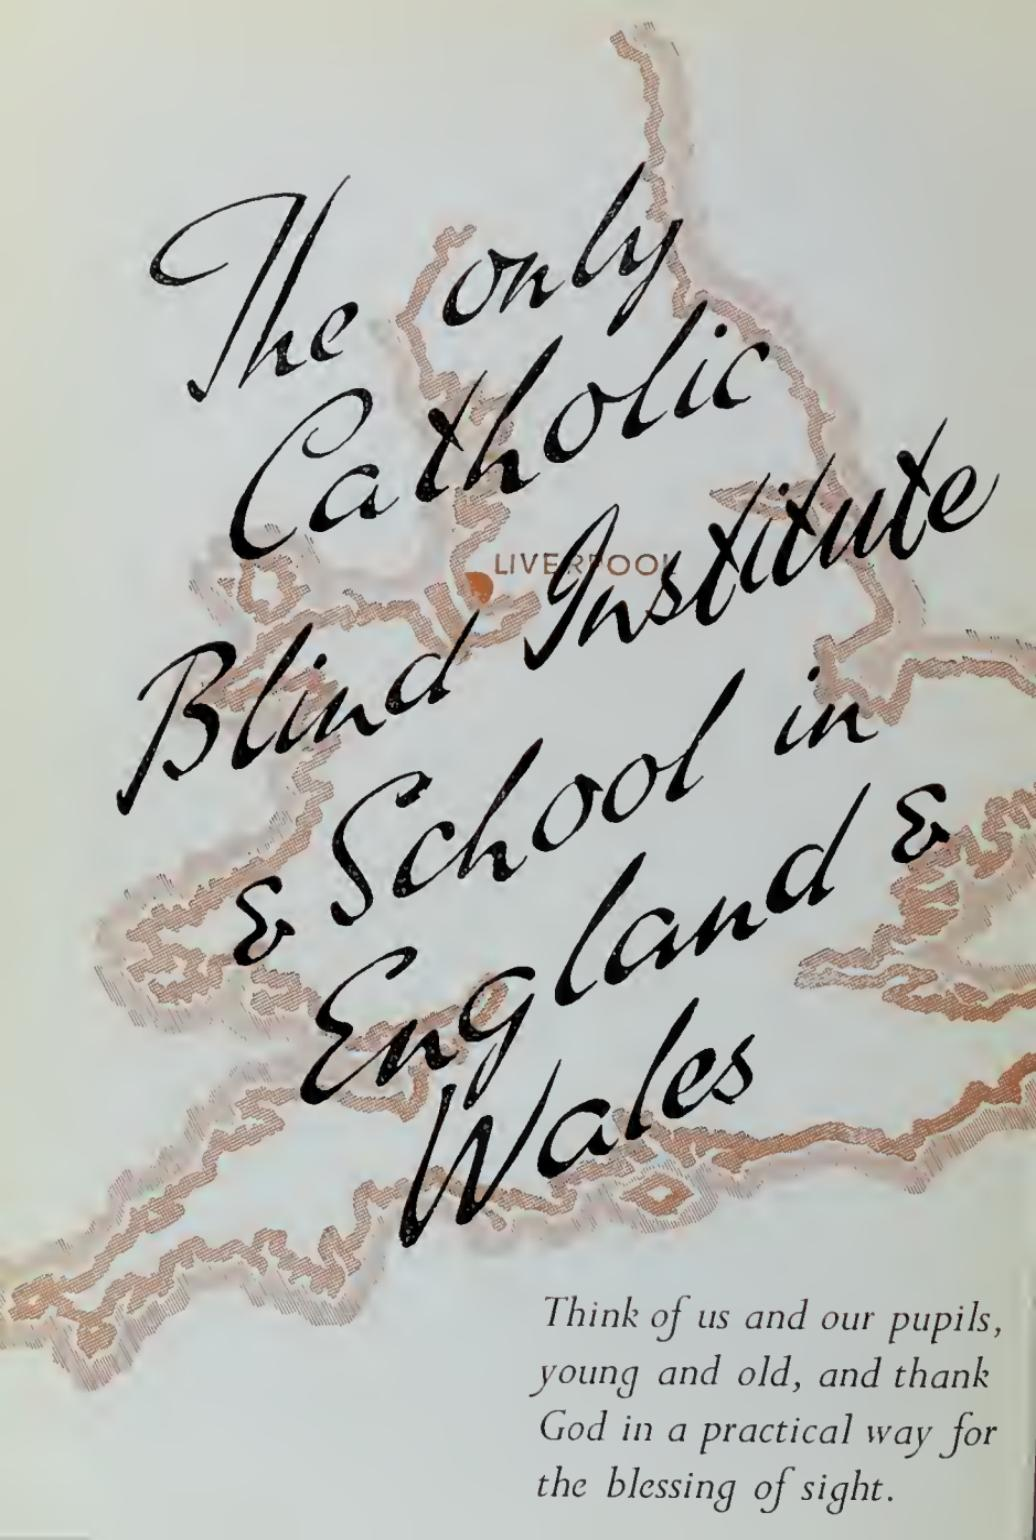 The only
Catholic
LIVERPOOL
Blind Institute
& School in
England &
Wales
Think of us and our pupils,
young and old, and thank
God in a practical way for
the blessing of sight.